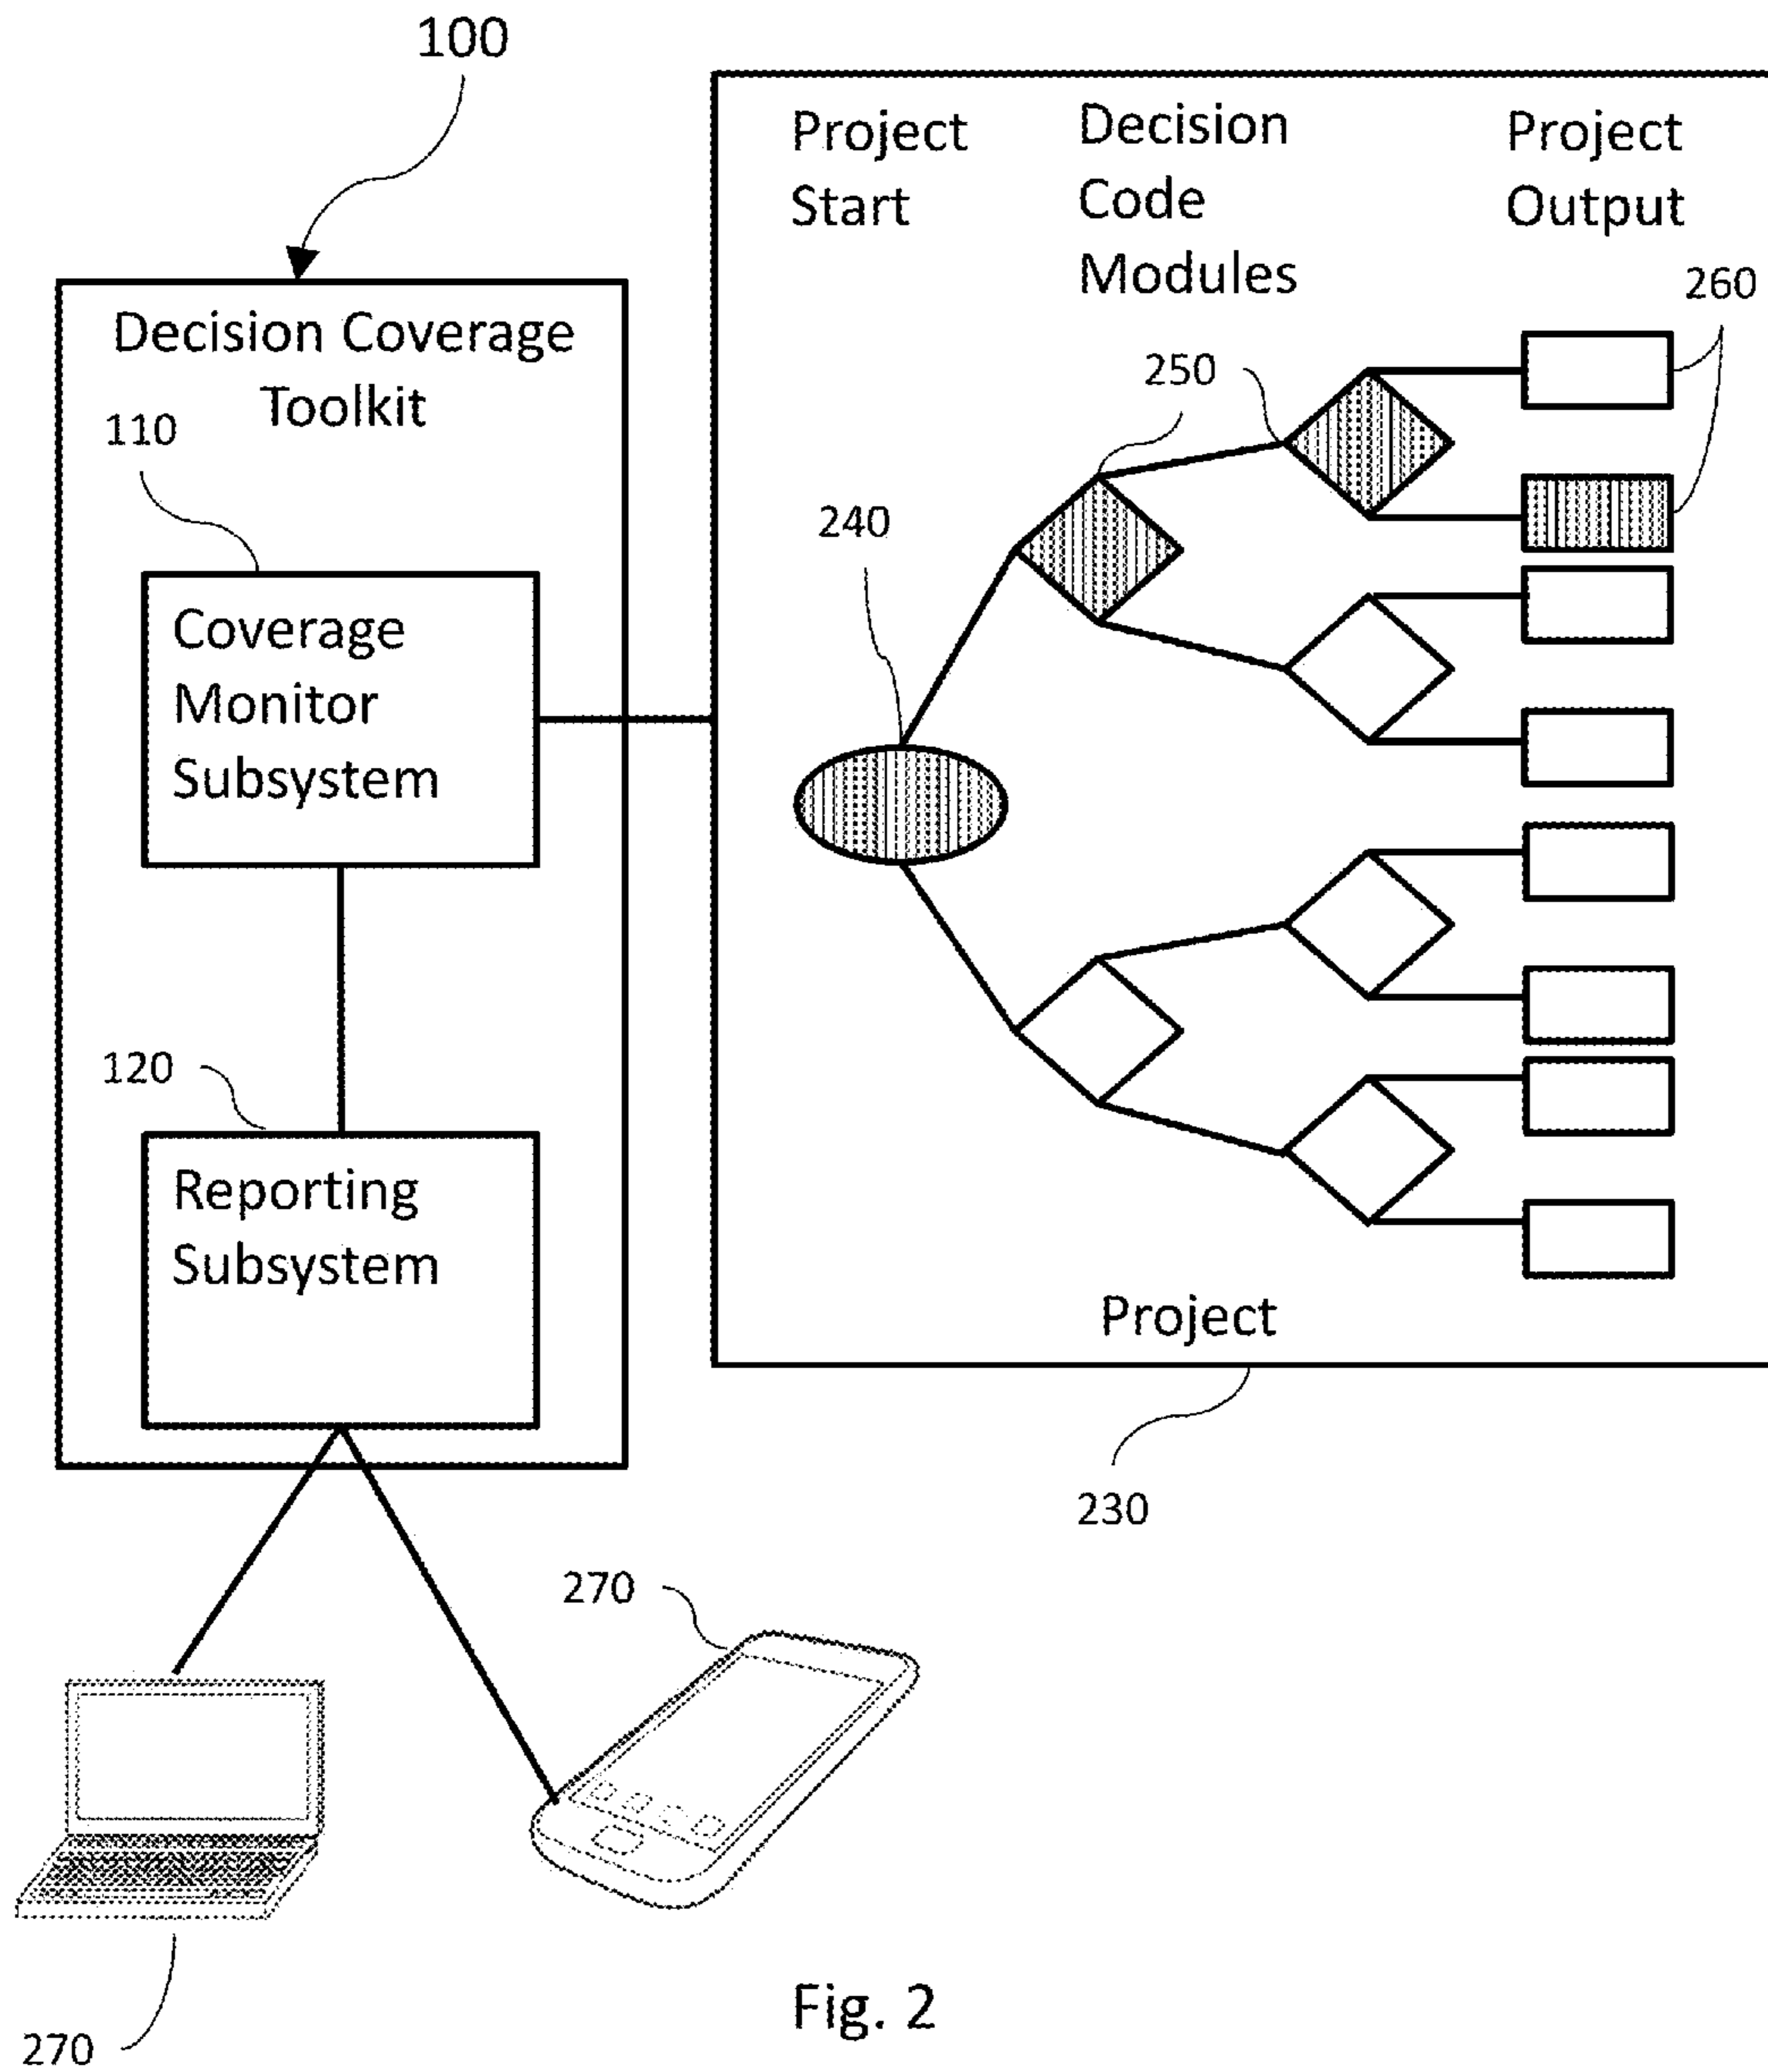 100
Decision Coverage
Toolkit
110
Coverage
Monitor
Subsystem
120
Reporting
Subsystem
Project
Start
Decision
Code
Modules
Project
Output
260
250
240
Project
230
270
270
Fig. 2